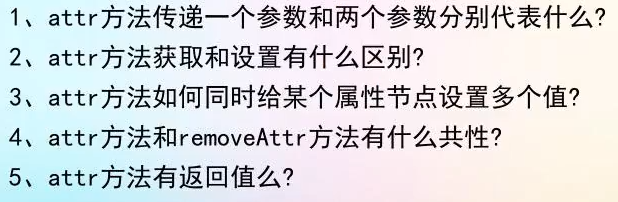 1、attr方法传递一个参数和两个参数分别代表什么?
2、attr方法获取和设置有什么区别?
3、attr方法如何同时给某个属性节点设置多个值?
4、attr方法和removeAttr方法有什么共性?
5、attr方法有返回值么?